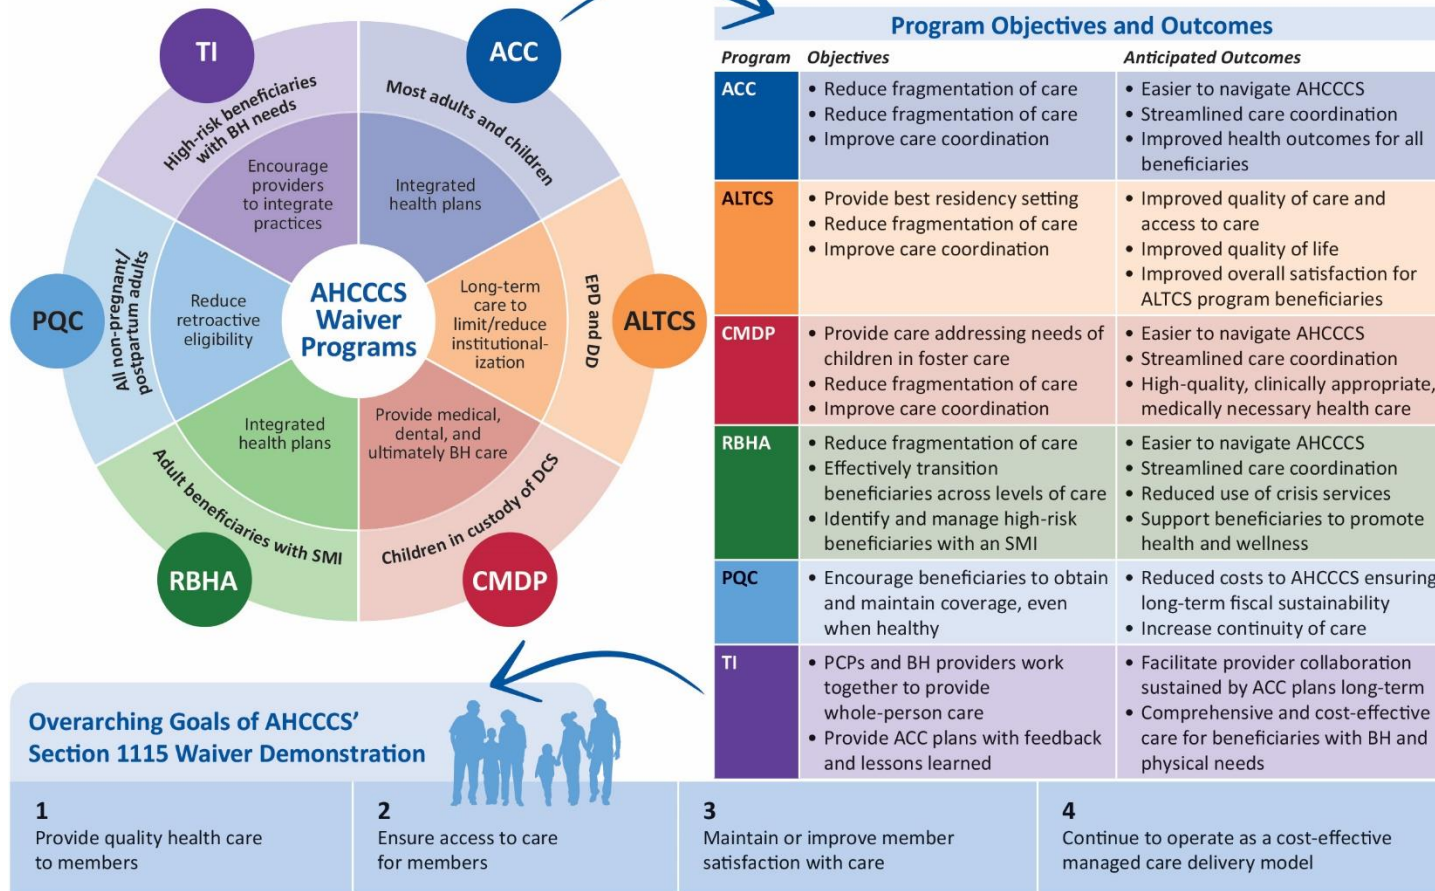 TI
ACC
High-risk beneficiaries
with BH needs
Most adults and children
Encourage
providers
to integrate
practices
Integrated
health plans
PQC
All non-pregnant/
postpartum adults
Reduce
retroactive
eligibility
AHCCCS
Waiver
Programs
Long-term
care to
limit/reduce
institutional-
ization
EPD and DD
ALTCS
Integrated
health plans
Provide medical,
dental, and
ultimately BH care
Adult beneficiaries with SMI
Children in custody of DCS
RBHA
CMDP
Program Objectives and Outcomes
Program Objectives Anticipated Outcomes
ACC
• Reduce fragmentation of care
• Reduce fragmentation of care
• Improve care coordination
• Easier to navigate AHCCCS
• Streamlined care coordination
• Improved health outcomes for all
beneficiaries
ALTCS
• Provide best residency setting
• Reduce fragmentation of care
• Improve care coordination
• Improved quality of care and
access to care
• Improved quality of life
• Improved overall satisfaction for
ALTCS program beneficiaries
CMDP
• Provide care addressing needs of
children in foster care
• Reduce fragmentation of care
• Improve care coordination
• Easier to navigate AHCCCS
• Streamlined care coordination
• High-quality, clinically appropriate,
medically necessary health care
RBHA
• Reduce fragmentation of care
• Effectively transition
beneficiaries across levels of care
• Identify and manage high-risk
beneficiaries with an SMI
• Easier to navigate AHCCCS
• Streamlined care coordination
• Reduced use of crisis services
• Support beneficiaries to promote
health and wellness
PQC
• Encourage beneficiaries to obtain
and maintain coverage, even
when healthy
• Reduced costs to AHCCCS ensuring
long-term fiscal sustainability
• Increase continuity of care
TI
• PCPs and BH providers work
together to provide
whole-person care
• Provide ACC plans with feedback
and lessons learned
• Facilitate provider collaboration
sustained by ACC plans long-term
• Comprehensive and cost-effective
care for beneficiaries with BH and
physical needs
Overarching Goals of AHCCCS’
Section 1115 Waiver Demonstration
1
Provide quality health care
to members
2
Ensure access to care
for members
3
Maintain or improve member
satisfaction with care
4
Continue to operate as a cost-effective
managed care delivery model